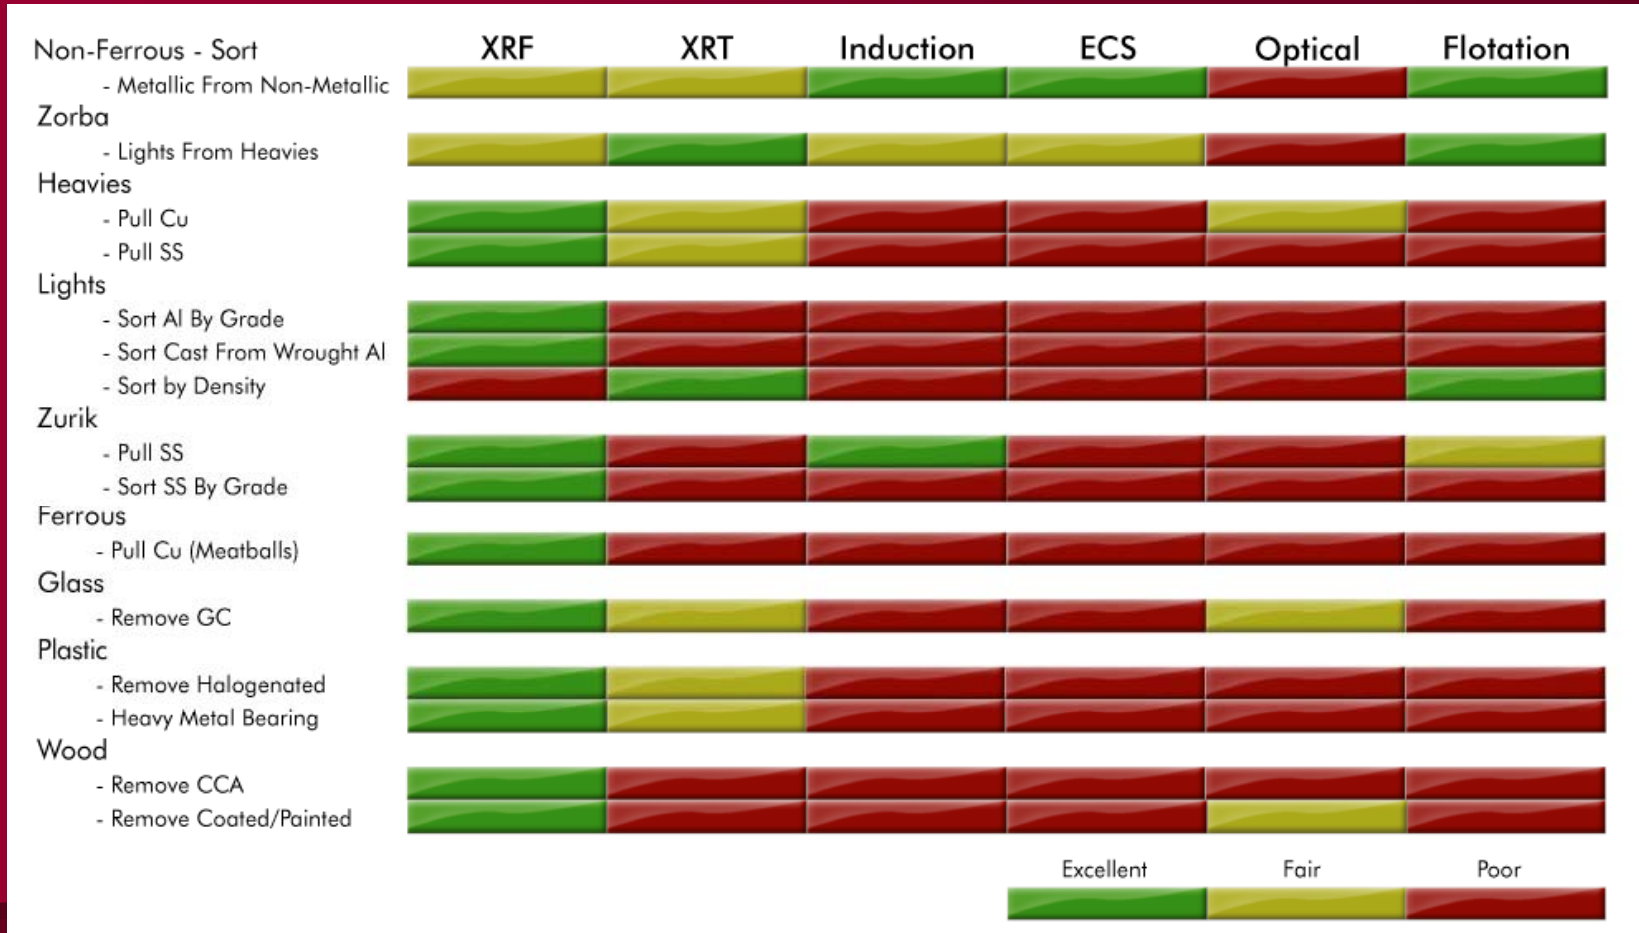 Non-Ferrous - Sort XRF XRT Induction ECS Optical Flotation
- Metallic From Non-Metallic
Zorba
- Lights From Heavies
Heavies
- Pull Cu
- Pull SS
Lights
- Sort Al By Grade
- Sort Cast From Wrought Al
- Sort by Density
Zurik
- Pull SS
- Sort SS By Grade
Ferrous
- Pull Cu (Meatballs)
Glass
- Remove GC
Plastic
- Remove Halogenated
- Heavy Metal Bearing
Wood
- Remove CCA
- Remove Coated/Painted
Excellent Fair Poor